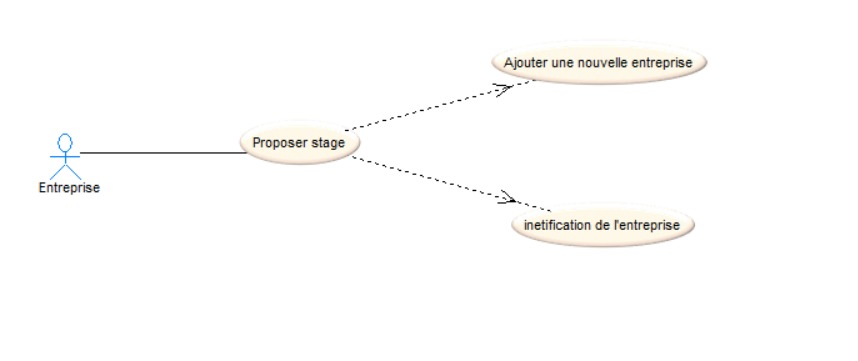 Ajouter une nouvelle entreprise
Proposer stage
Entreprise
inetification de l'entreprise